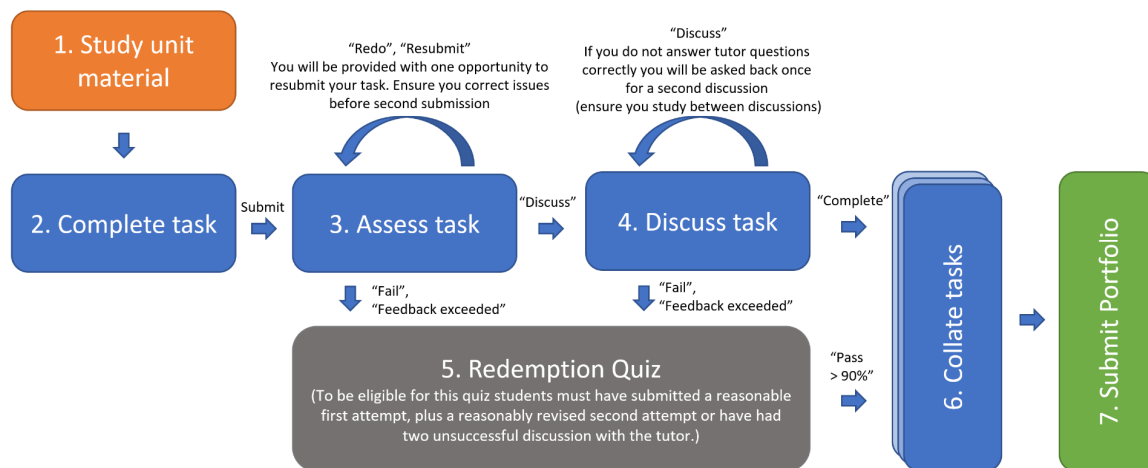 1. Study unit
material
“Redo”, “Resubmit”
You will be provided with one opportunity to
resubmit your task. Ensure you correct issues
before second submission
“Discuss”
If you do not answer tutor questions
correctly you will be asked back once
for a second discussion
(ensure you study between discussions)
2. Complete task
Submit
3. Assess task
“Discuss”
4. Discuss task
“Complete”
“Fail”,
“Feedback exceeded”
“Fail”,
“Feedback exceeded”
5. Redemption Quiz
(To be eligible for this quiz students must have submitted a reasonable
first attempt, plus a reasonably revised second attempt or have had
two unsuccessful discussion with the tutor.)
“Pass
> 90%”
6. Collate tasks
7. Submit Portfolio